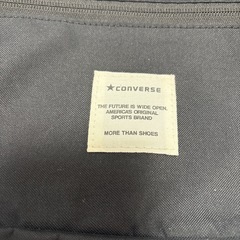 ★CONVERSE
THE FUTURE IS WIDE OPEN.
AMERICA'S ORIGINAL
SPORTS BRAND
MORE THAN SHOES